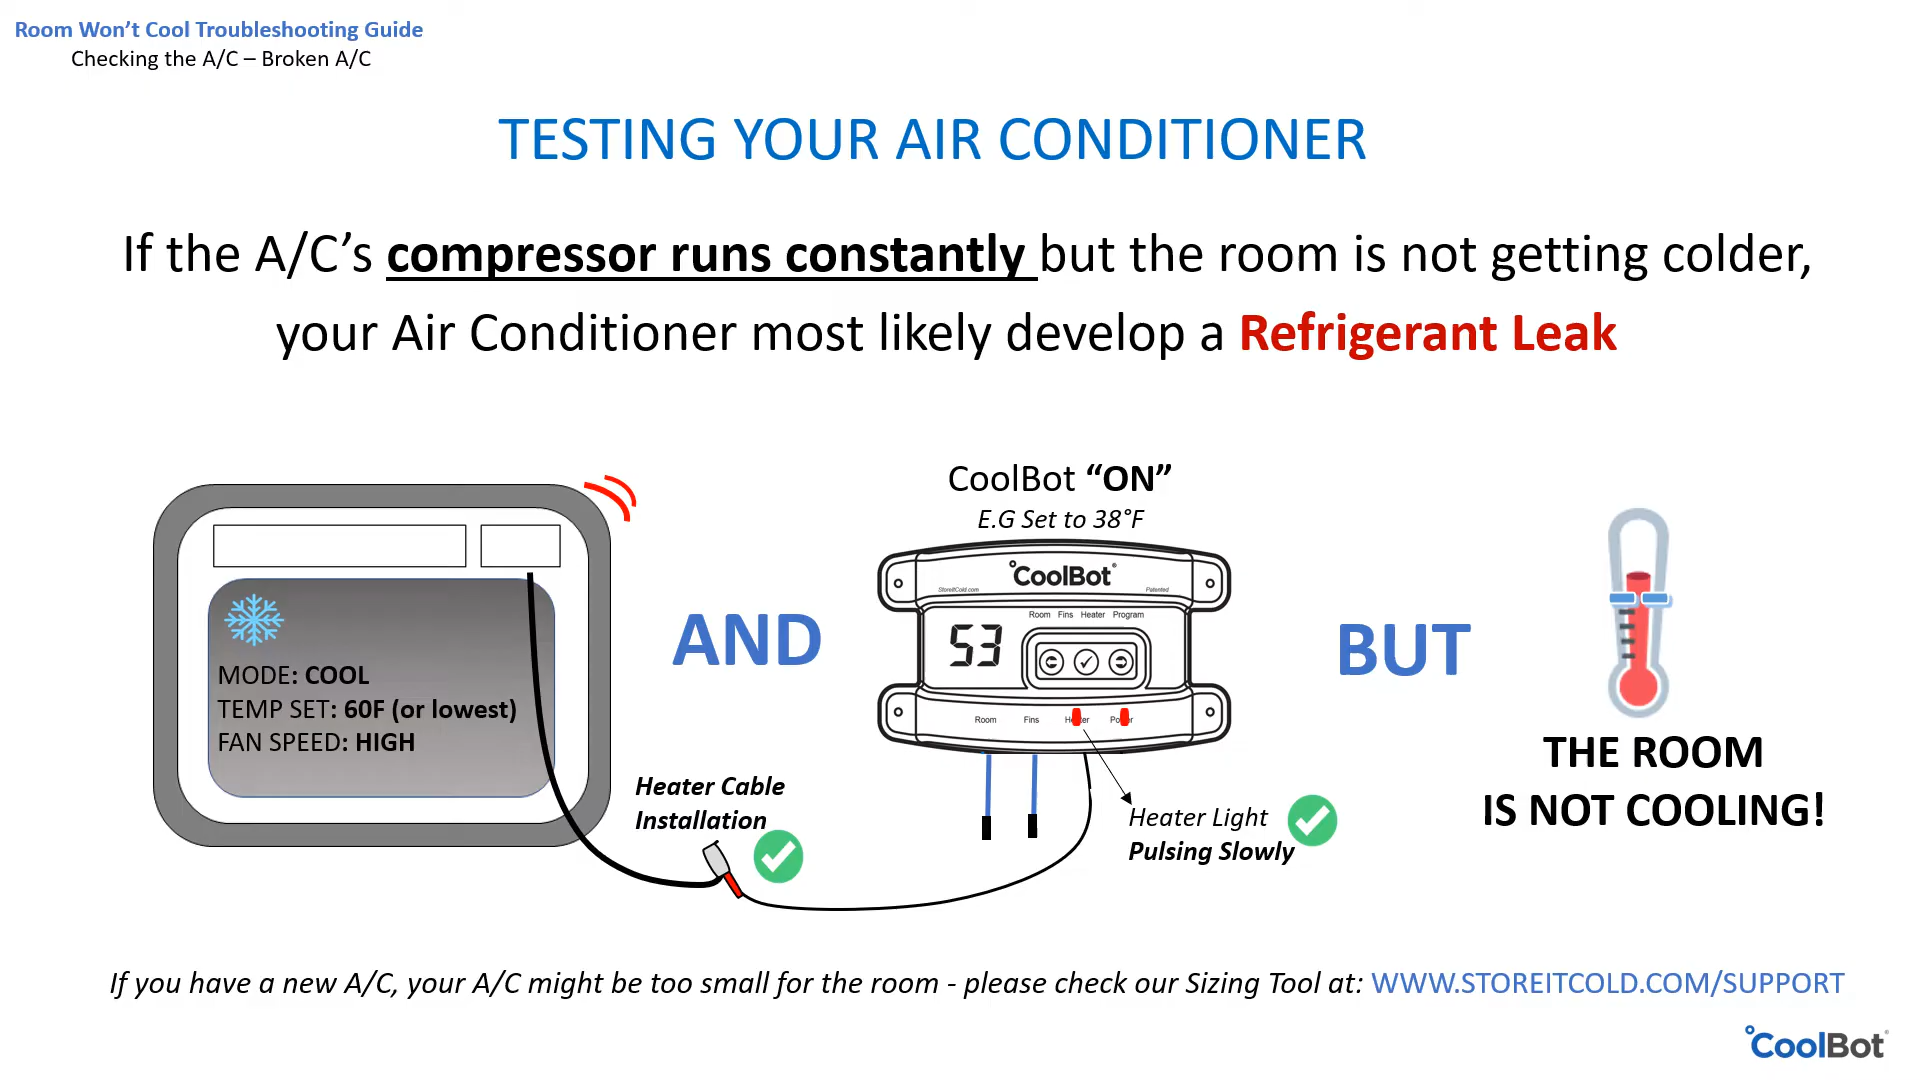 Room Won’t Cool Troubleshooting Guide
Checking the A/C – Broken A/C
TESTING YOUR AIR CONDITIONER
If the A/C’s compressor runs constantly but the room is not getting colder,
your Air Conditioner most likely develop a Refrigerant Leak
MODE: COOL
TEMP SET: 60F (or lowest)
FAN SPEED: HIGH
Heater Cable
Installation
AND
CoolBot “ON”
E.G Set to 38°F
°CoolBot®
StoreItCold.com Patented
Room Fins Heater Program
53
Room Fins Heater Power
Heater Light
Pulsing Slowly
BUT
THE ROOM
IS NOT COOLING!
If you have a new A/C, your A/C might be too small for the room - please check our Sizing Tool at: WWW.STOREITCOLD.COM/SUPPORT
°CoolBot®